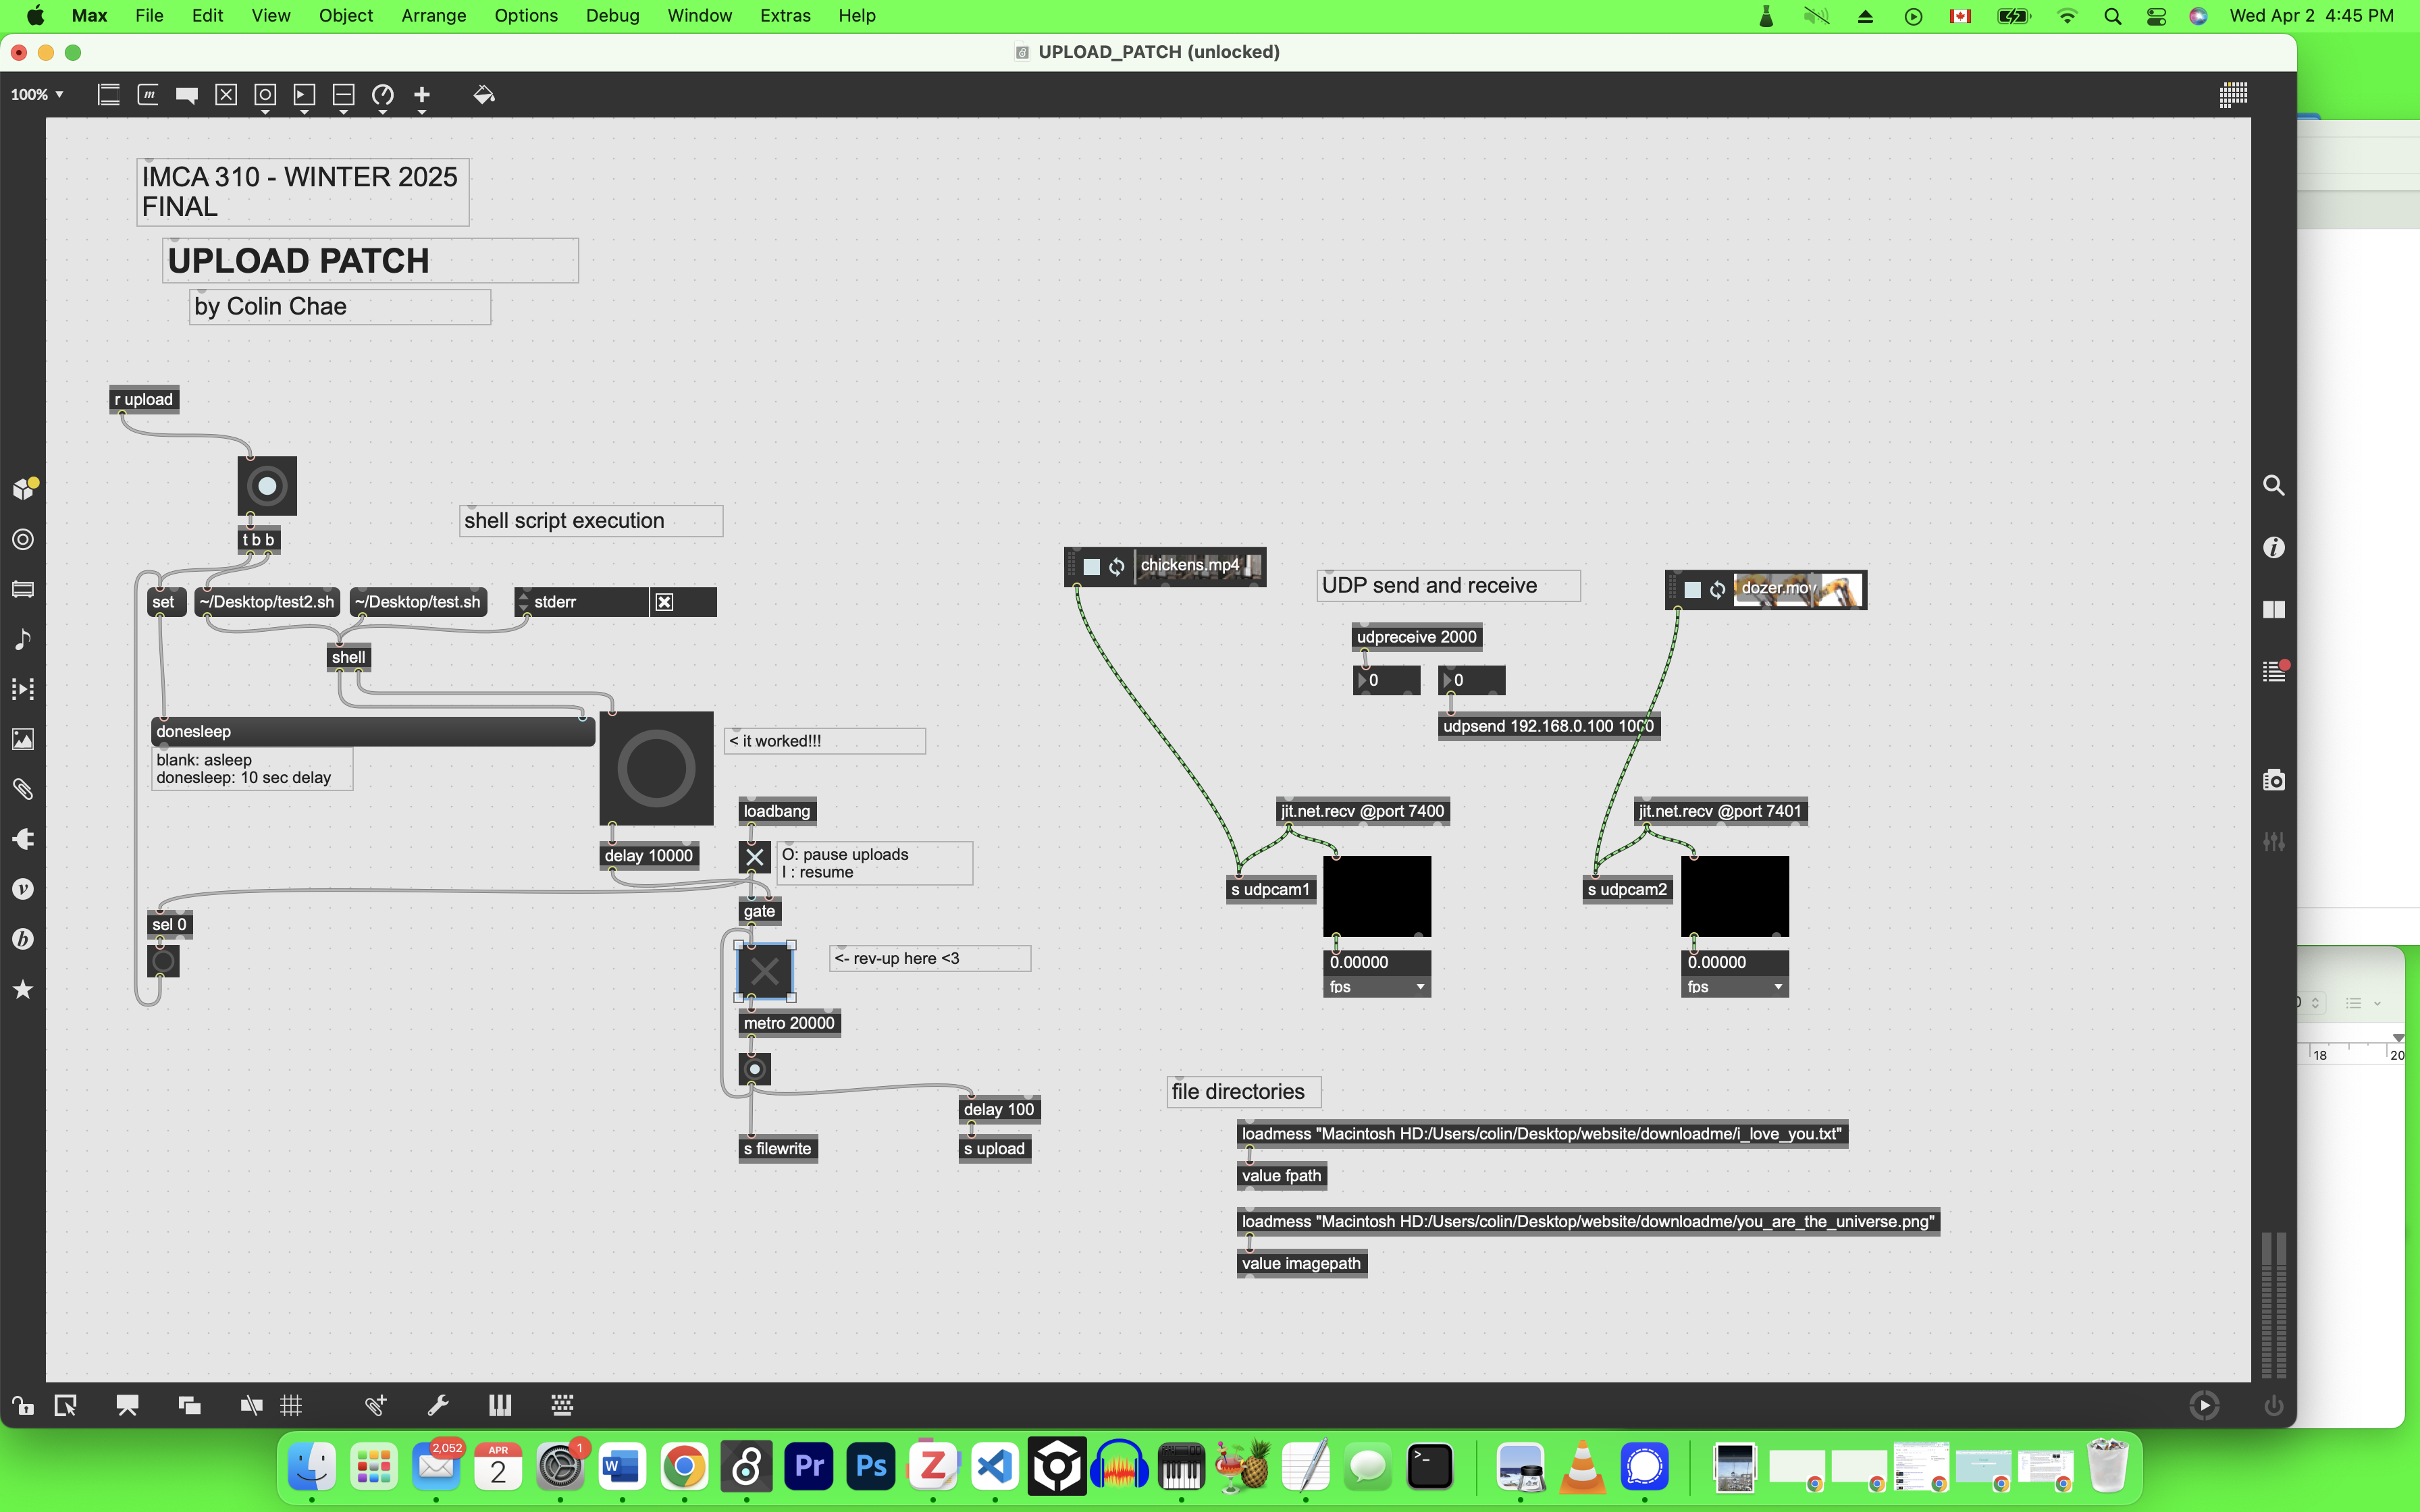 Max File Edit View Object Arrange Options Debug Window Extras Help
Wed Apr 2 4:45 PM
UPLOAD_PATCH (unlocked)
100%
m
IMCA 310 - WINTER 2025
FINAL
UPLOAD PATCH
by Colin Chae
r upload
t b b
shell script execution
set
~/Desktop/test2.sh
~/Desktop/test.sh
stderr
shell
donesleep
blank: asleep
donesleep: 10 sec delay
< it worked!!!
loadbang
delay 10000
O: pause uploads
I : resume
gate
sel 0
<- rev-up here <3
metro 20000
delay 100
s filewrite
s upload
chickens.mp4
UDP send and receive
dozer.mov
udpreceive 2000
0
0
udpsend 192.168.0.100 1000
jit.net.recv @port 7400
jit.net.recv @port 7401
s udpcam1
s udpcam2
0.00000
fps
0.00000
fps
file directories
loadmess "Macintosh HD:/Users/colin/Desktop/website/downloadme/i_love_you.txt"
value fpath
loadmess "Macintosh HD:/Users/colin/Desktop/website/downloadme/you_are_the_universe.png"
value imagepath
18
20
2,052
APR
2
1
W
Pr
Ps
Z
>_